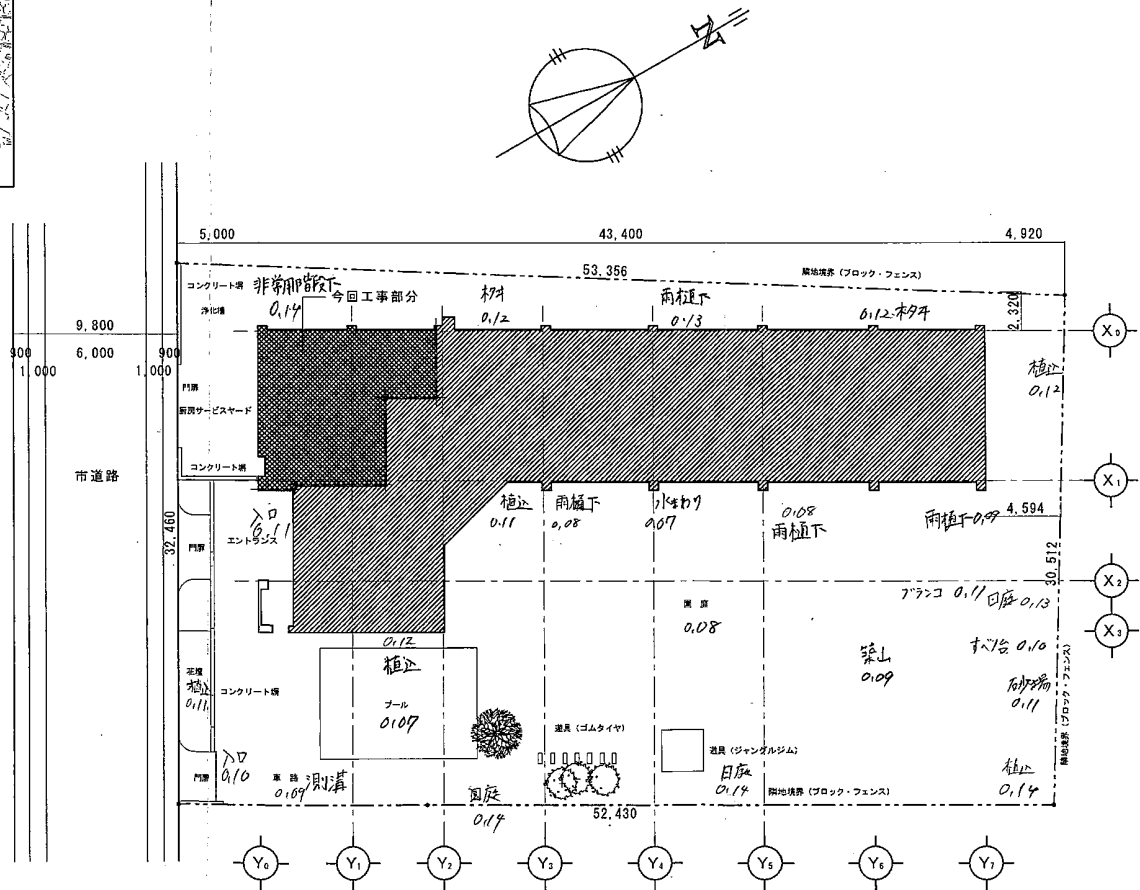 N
5,000
43,400
4,920
53,356
隣地境界 (ブロック・フェンス)
コンクリート塀
非常用階段下
0.14
浄化槽
今回工事部分
桝
0.12
雨樋下
0.13
2,320
X0
9,800
900
6,000
900
1,000
1,000
植込
0.12
門扉
厨房サービスヤード
コンクリート塀
市道路
X1
入口
0.11
エントランス
植込
0.11
雨樋下
0.08
水まわり
0.07
0.08
雨樋下
雨樋下 0.09
4,594
32,460
門扉
30,512
X2
ブランコ 0.11
園庭
0.08
X3
0.12
植込
すべり台 0.10
築山
0.09
砂場
0.11
花壇
植込
0.11
コンクリート塀
プール
0.07
遊具 (ゴムタイヤ)
遊具 (ジャングルジム)
隣地境界 (ブロック・フェンス)
入口
0.10
門扉
車路
0.09
側溝
園庭
0.14
0.14
植込
0.14
隣地境界 (ブロック・フェンス)
52,430
Y0
Y1
Y2
Y3
Y4
Y5
Y6
Y7